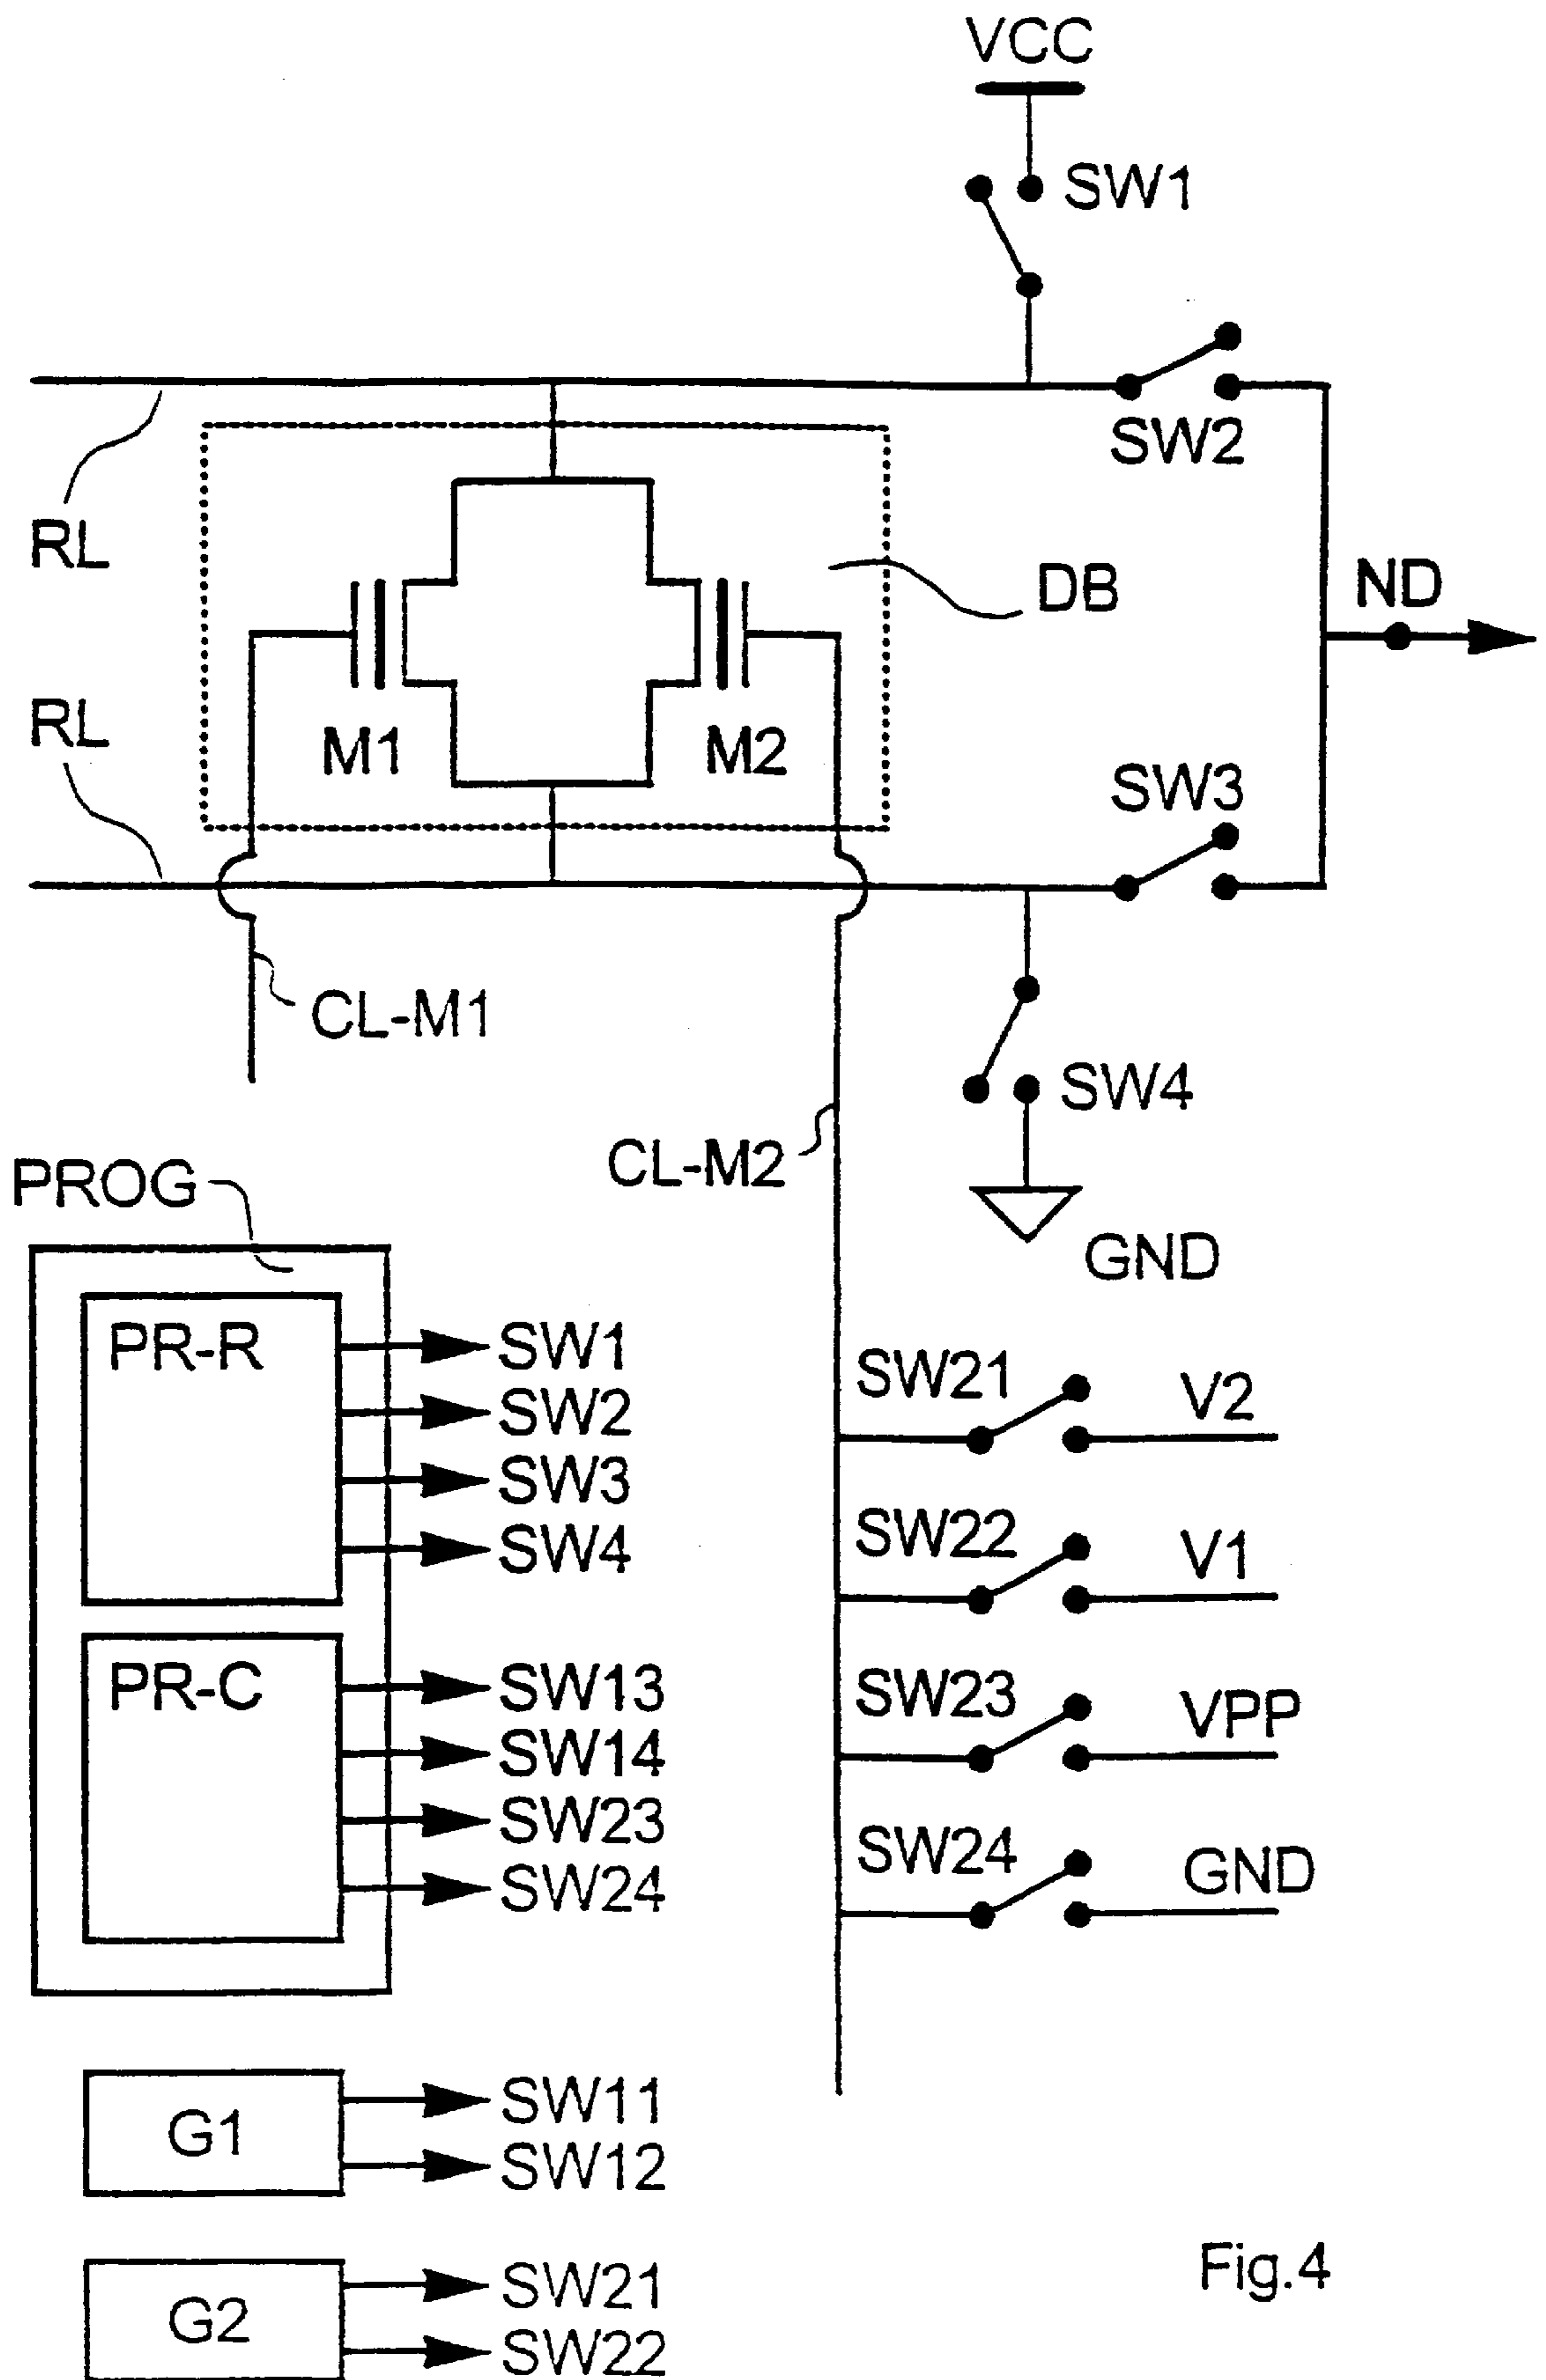 VCC
SW1
SW2
RL
DB
ND
RL
M1
M2
SW3
CL-M1
SW4
CL-M2
GND
PROG
PR-R
SW1
SW2
SW3
SW4
PR-C
SW13
SW14
SW23
SW24
SW21
V2
SW22
V1
SW23
VPP
SW24
GND
G1
SW11
SW12
G2
SW21
SW22
Fig.4